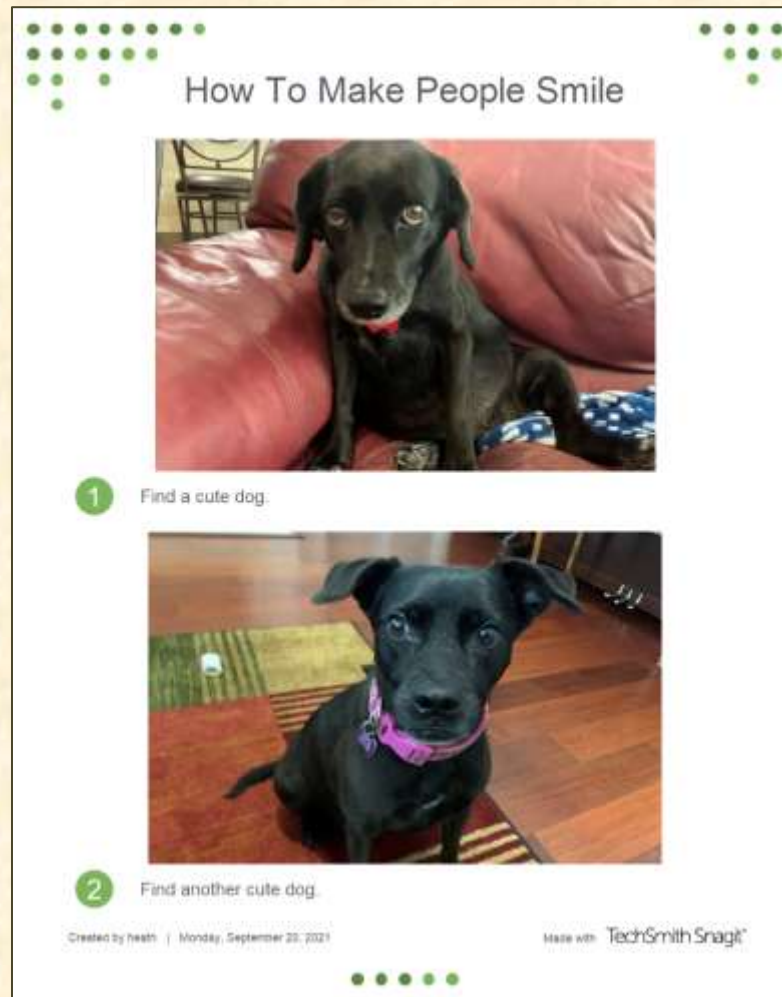 How To Make People Smile
1 Find a cute dog.
2 Find another cute dog.
Created by heath | Monday, September 20, 2021 Made with TechSmith Snagit®